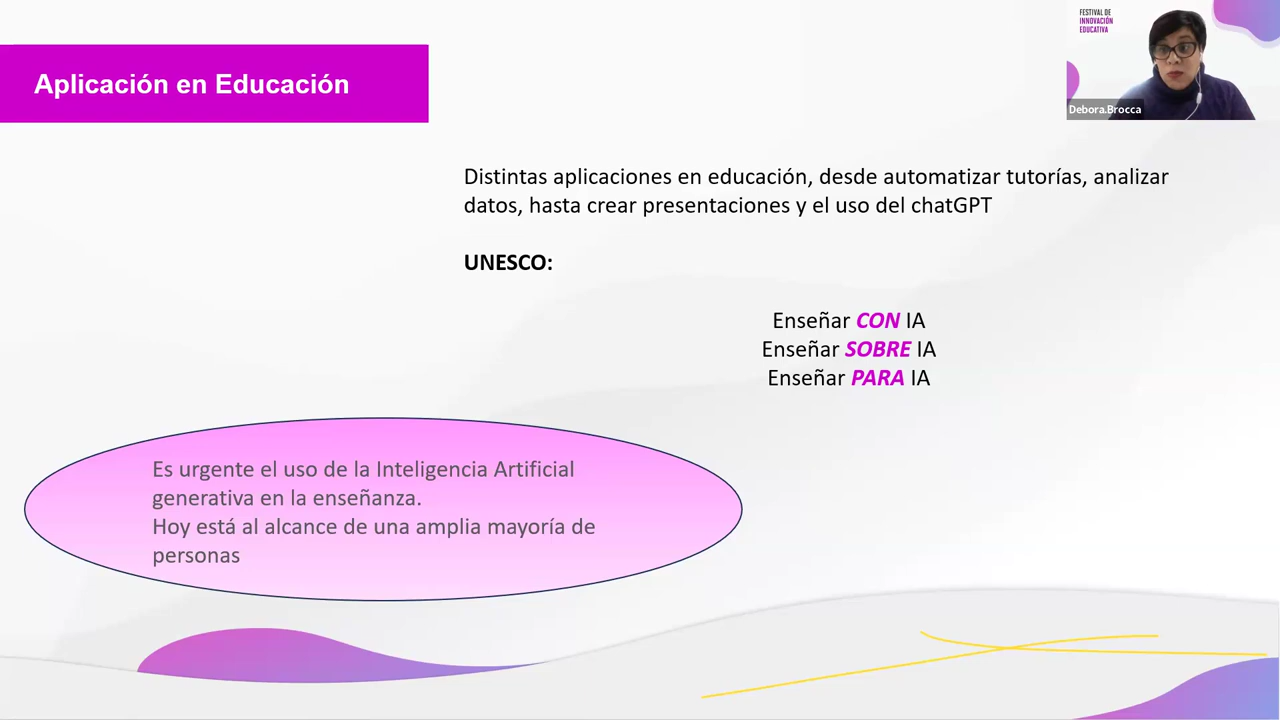 FESTIVAL DE
INNOVACIÓN
EDUCATIVA
Debora.Brocca
Aplicación en Educación
Distintas aplicaciones en educación, desde automatizar tutorías, analizar
datos, hasta crear presentaciones y el uso del chatGPT
UNESCO:
Enseñar CON IA
Enseñar SOBRE IA
Enseñar PARA IA
Es urgente el uso de la Inteligencia Artificial
generativa en la enseñanza.
Hoy está al alcance de una amplia mayoría de
personas